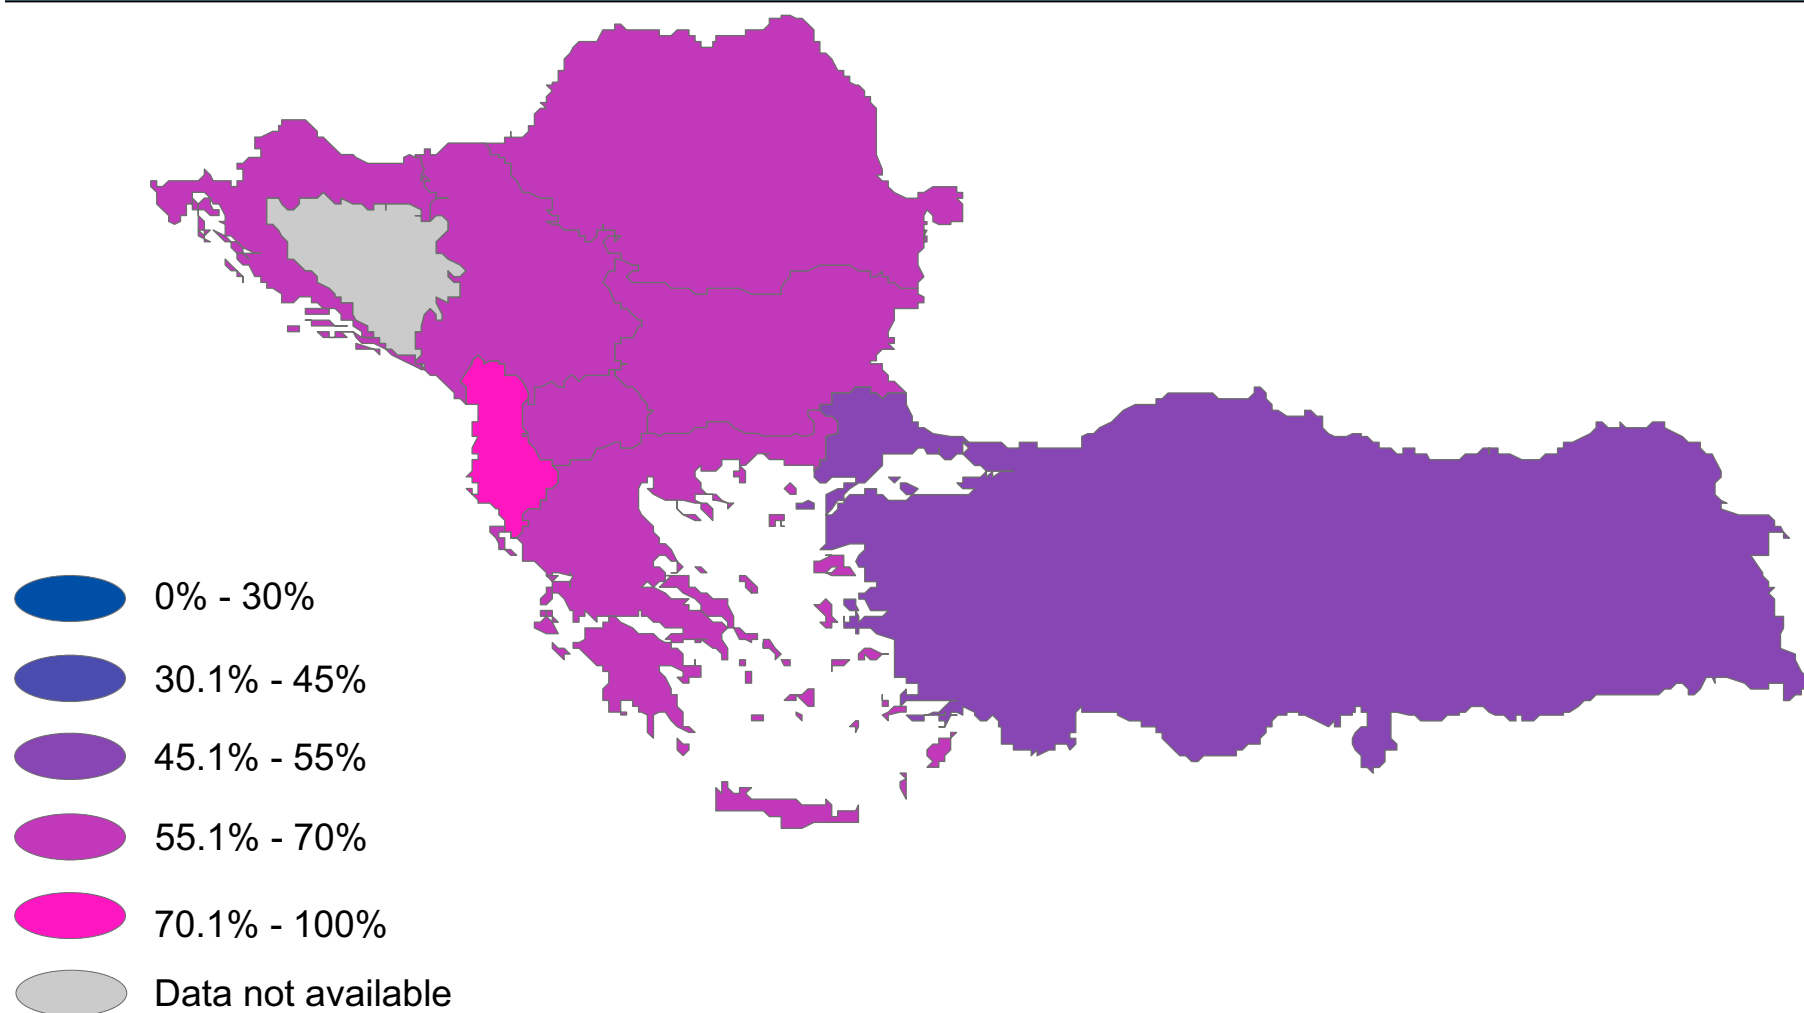 0% - 30%
30.1% - 45%
45.1% - 55%
55.1% - 70%
70.1% - 100%
Data not available